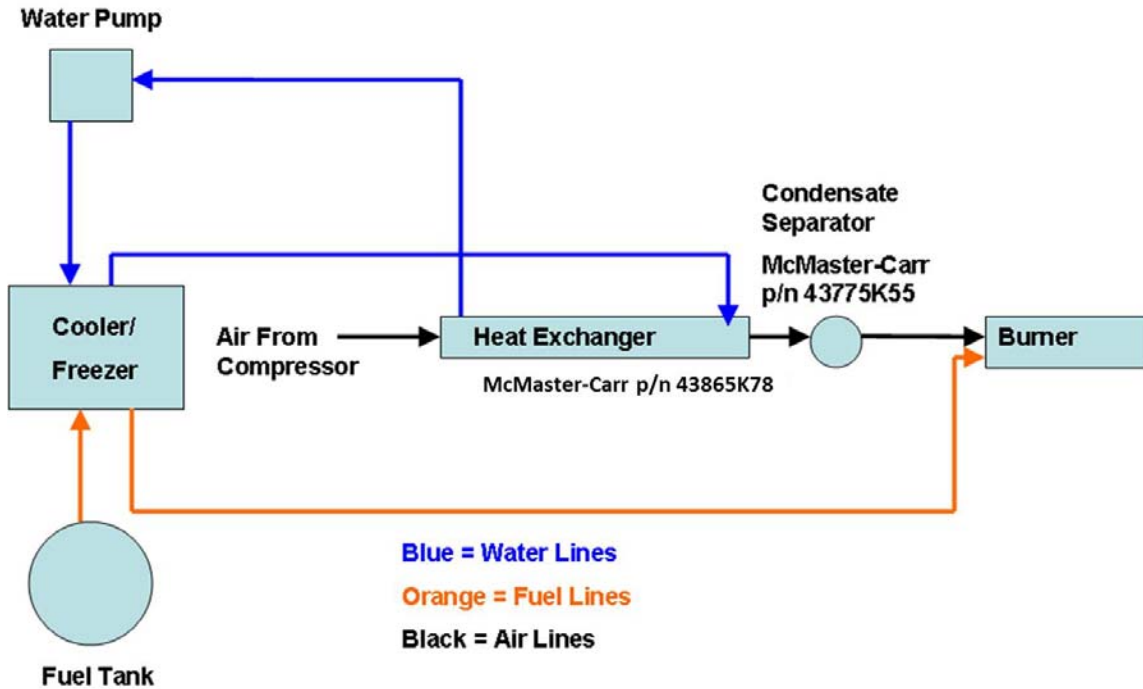 Water Pump
Condensate
Separator
McMaster-Carr
p/n 43775K55
Cooler/
Freezer
Air From
Compressor
Heat Exchanger
Burner
McMaster-Carr p/n 43865K78
Blue = Water Lines
Orange = Fuel Lines
Black = Air Lines
Fuel Tank